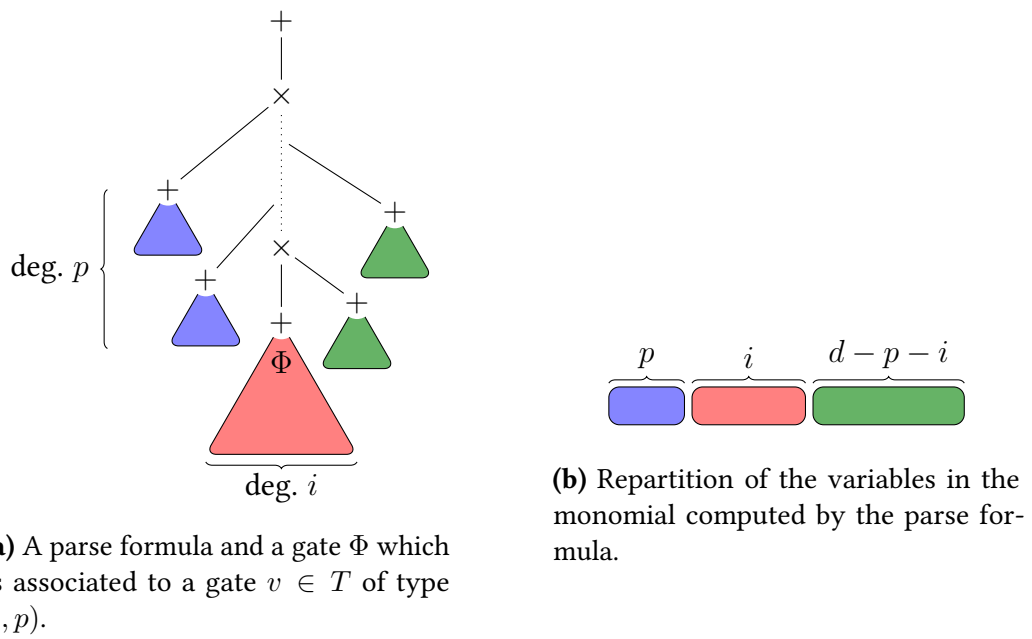 +
×
+
+
deg. p
×
+
+
+
Φ
deg. i
p i d − p − i
(b) Repartition of the variables in the
monomial computed by the parse for-
mula.
) A parse formula and a gate Φ which
associated to a gate v ∈ T of type
, p).